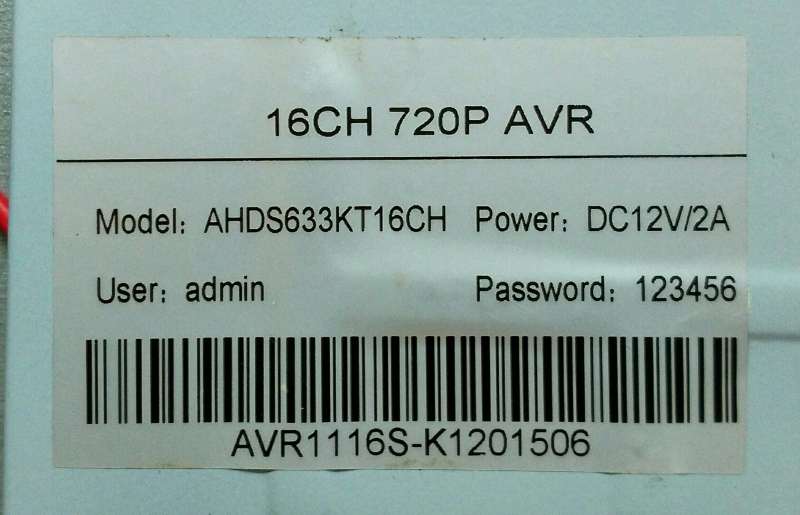 16CH 720P AVR
Model: AHDS633KT16CH Power: DC12V/2A
User: admin Password: 123456
AVR1116S-K1201506